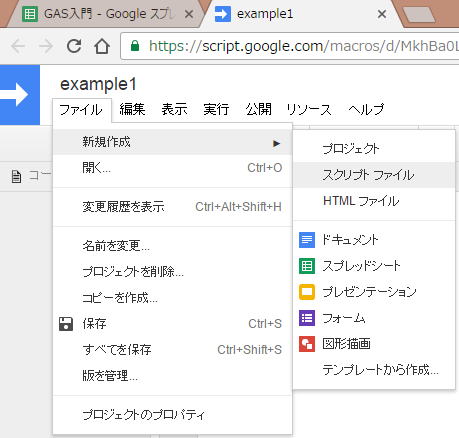 GAS入門 - Google スプレ
example1
https://script.google.com/macros/d/MkhBa0L
example1
ファイル 編集 表示 実行 公開 リソース ヘルプ
新規作成
開く... Ctrl+O
変更履歴を表示 Ctrl+Alt+Shift+H
名前を変更...
プロジェクトを削除...
コピーを作成...
保存 Ctrl+S
すべてを保存 Ctrl+Shift+S
版を管理...
プロジェクトのプロパティ
プロジェクト
スクリプト ファイル
HTML ファイル
ドキュメント
スプレッドシート
プレゼンテーション
フォーム
図形描画
テンプレートから作成...
コー